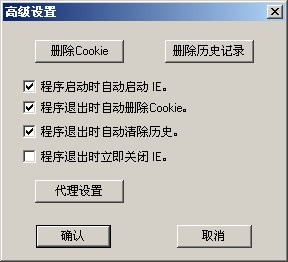 高级设置
删除Cookie 删除历史记录
程序启动时自动启动 IE。
程序退出时自动删除Cookie。
程序退出时自动清除历史。
程序退出时立即关闭 IE。
代理设置
确认 取消